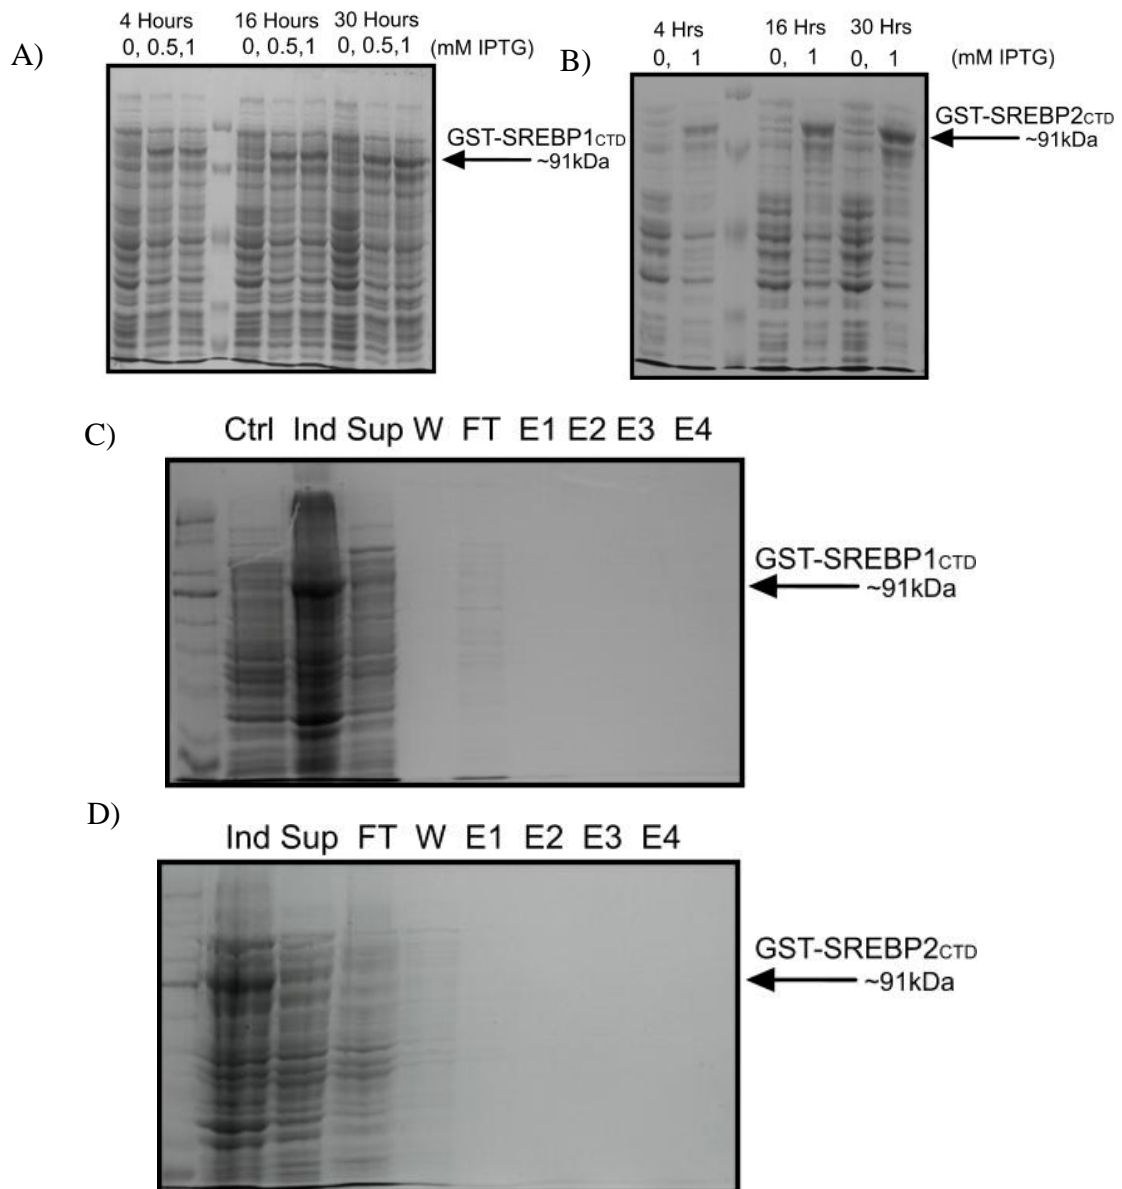 A)
4 Hours 16 Hours 30 Hours
0, 0.5,1 0, 0.5,1 0, 0.5,1 (mM IPTG)
GST-SREBP1CTD
~91kDa
B)
4 Hrs 16 Hrs 30 Hrs
0, 1 0, 1 0, 1 (mM IPTG)
GST-SREBP2CTD
~91kDa
C)
Ctrl Ind Sup W FT E1 E2 E3 E4
GST-SREBP1CTD
~91kDa
D)
Ind Sup FT W E1 E2 E3 E4
GST-SREBP2CTD
~91kDa